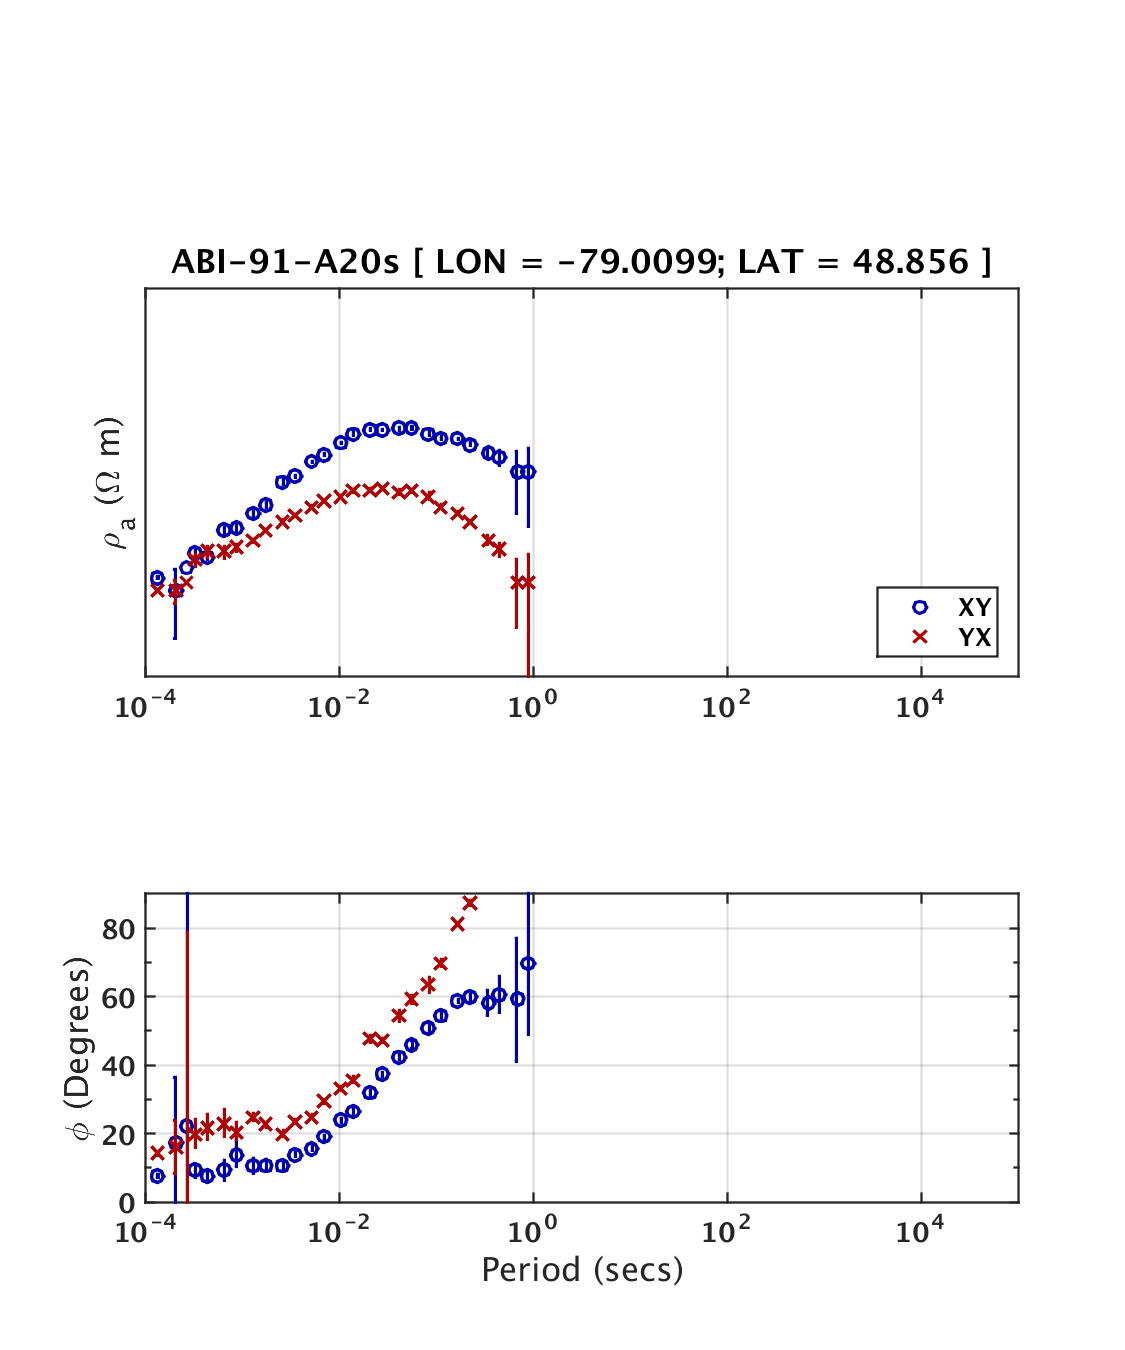 ABI-91-A20s [ LON = -79.0099; LAT = 48.856 ]
ρa (Ω m)
XY
YX
10^-4 10^-2 10^0 10^2 10^4
φ (Degrees)
80
60
40
20
0
10^-4 10^-2 10^0 10^2 10^4
Period (secs)